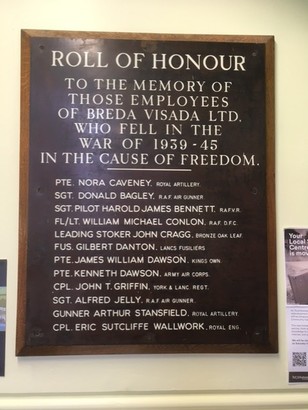 ROLL OF HONOUR
TO THE MEMORY OF
THOSE EMPLOYEES
OF BREDA VISADA LTD.
WHO FELL IN THE
WAR OF 1939-45
IN THE CAUSE OF FREEDOM.
PTE. NORA CAVENEY, ROYAL ARTILLERY.
SGT. DONALD BAGLEY, R.A.F. AIR GUNNER.
SGT. PILOT HAROLD JAMES BENNETT. R.A.F.V.R.
FL/LT. WILLIAM MICHAEL CONLON. R.A.F. D.F.C.
LEADING STOKER JOHN CRAGG. BRONZE OAK LEAF.
FUS. GILBERT DANTON. LANCS FUSILIERS
PTE. JAMES WILLIAM DAWSON. KINGS OWN.
PTE. KENNETH DAWSON, ARMY AIR CORPS.
CPL. JOHN T. GRIFFIN, YORK & LANC REGT.
SGT. ALFRED JELLY, R.A.F. AIR GUNNER.
GUNNER ARTHUR STANSFIELD, ROYAL ARTILLERY.
CPL. ERIC SUTCLIFFE WALLWORK, ROYAL ENG.
Your
Local
Centre
is mov